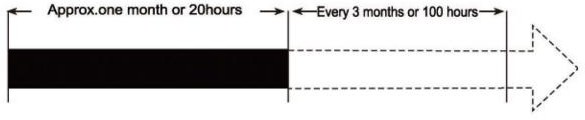 Approx.one month or 20hours
Every 3 months or 100 hours